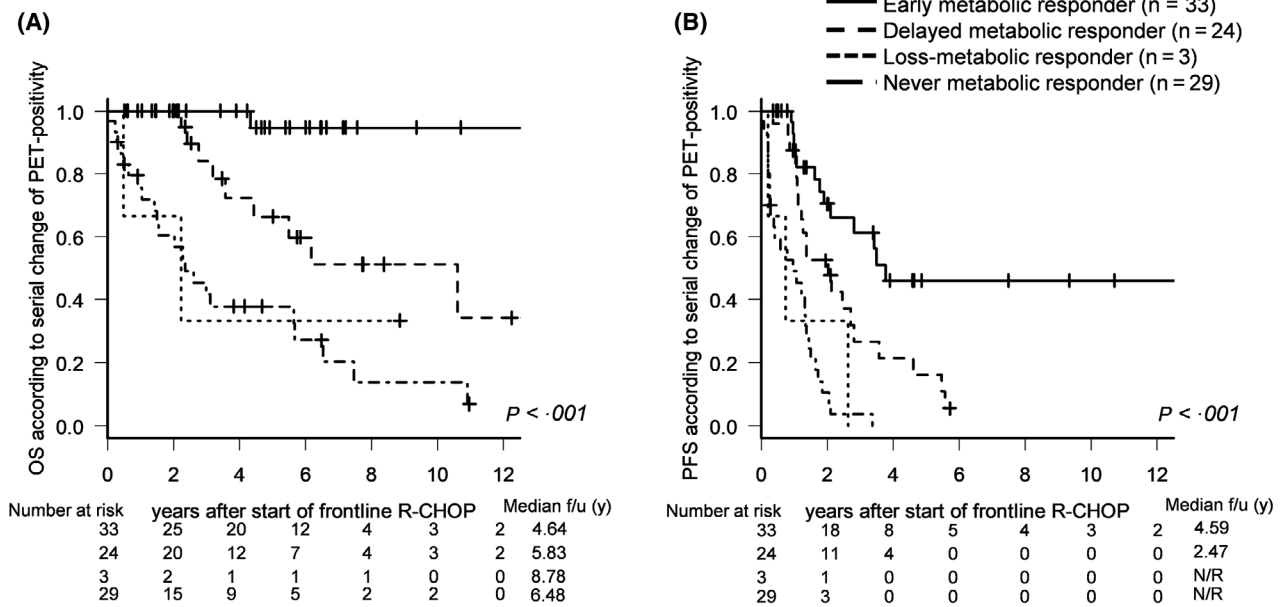 (A)
(B)
Early metabolic responder (n = 33)
Delayed metabolic responder (n = 24)
Loss-metabolic responder (n = 3)
Never metabolic responder (n = 29)
OS according to serial change of PET-positivity
1.0
0.8
0.6
0.4
0.2
0.0
P < ·001
0 2 4 6 8 10 12
Number at risk years after start of frontline R-CHOP Median f/u (y)
33 25 20 12 4 3 2 4.64
24 20 12 7 4 3 2 5.83
3 2 1 1 1 0 0 8.78
29 15 9 5 2 2 0 6.48
PFS according to serial change of PET-positivity
1.0
0.8
0.6
0.4
0.2
0.0
P < ·001
0 2 4 6 8 10 12
Number at risk years after start of frontline R-CHOP Median f/u (y)
33 18 8 5 4 3 2 4.59
24 11 4 0 0 0 0 2.47
3 1 0 0 0 0 0 N/R
29 3 0 0 0 0 0 N/R